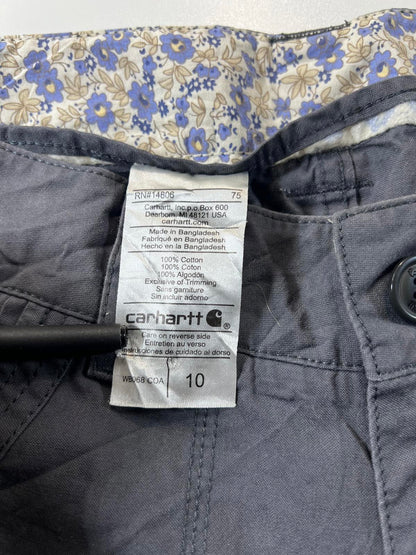 RN#14806 75
Carhartt, Inc.p.o.Box 600
Dearborn, MI 48121 USA
carhartt.com
Made in Bangladesh
Fabriqué en Bangladesh
Hecho en la Bangladesh
100% Cotton
100% Coton
100% Algodon
Exclusive of Trimming
Sans garniture
Sin incluir adorno
carhartt ®
Care on reverse side
Entretien au verso
Instrucciones de cuidado al dorso
WB068 COA 10